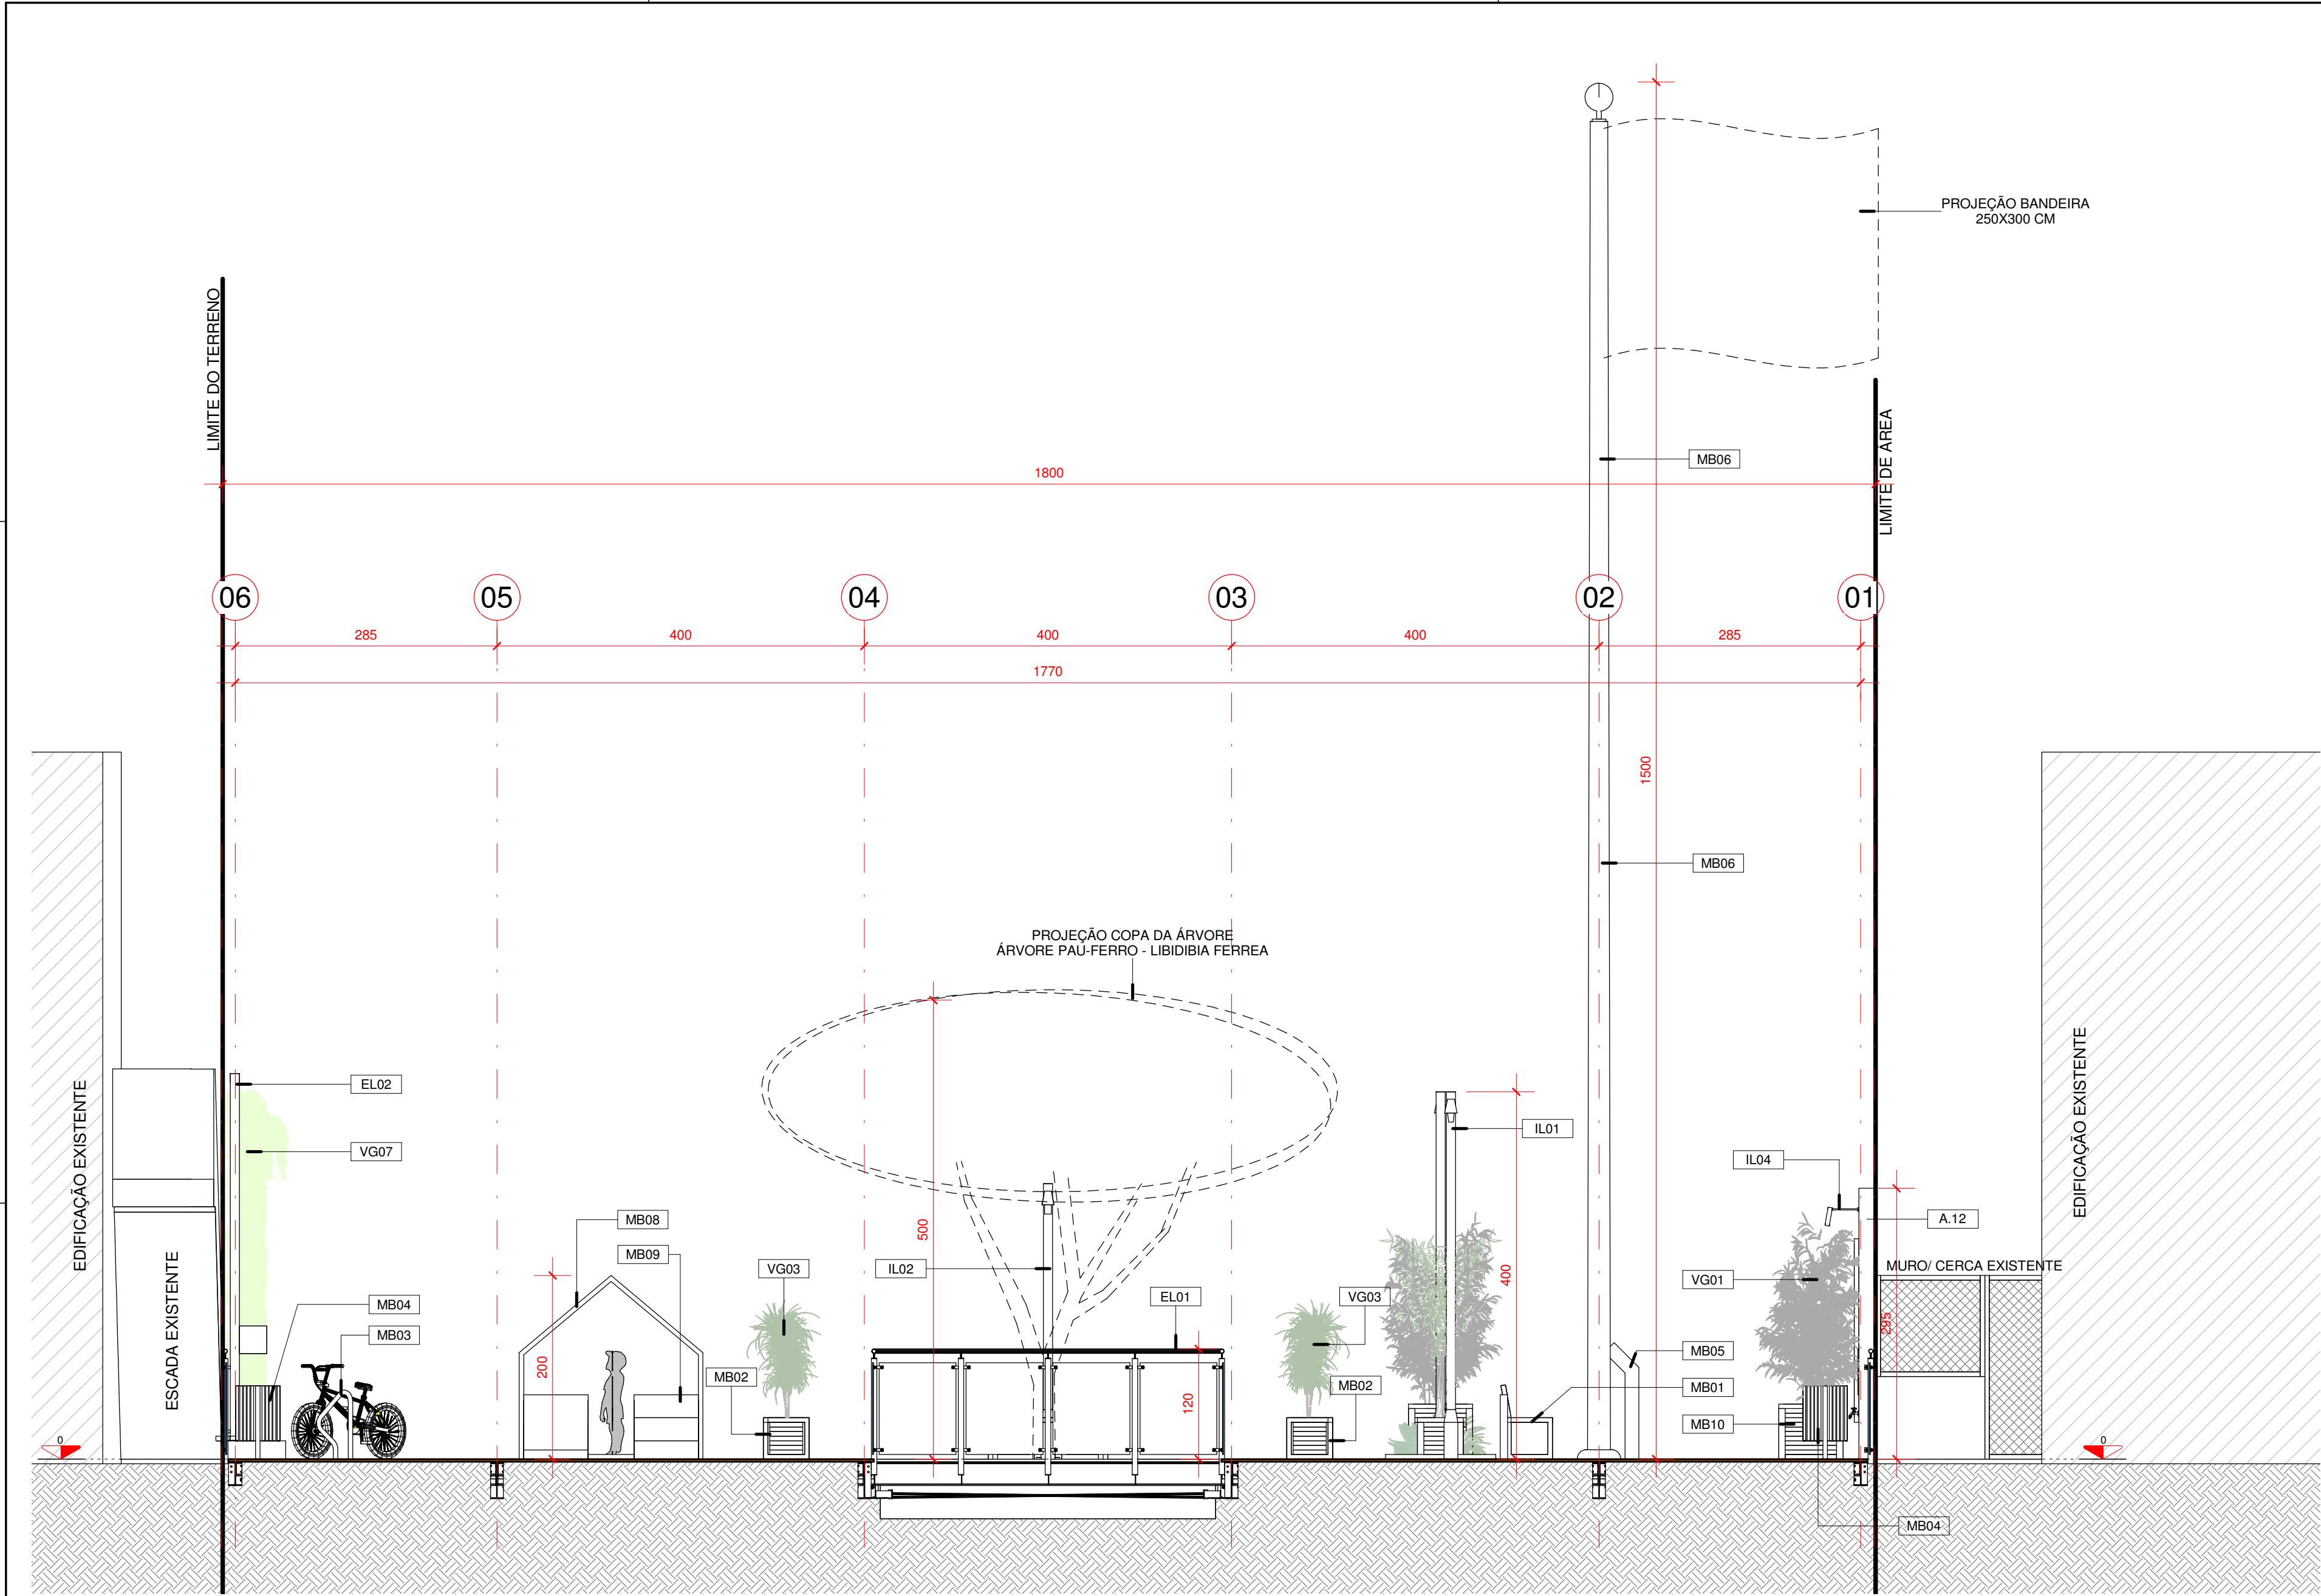 PROJEÇÃO BANDEIRA
250X300 CM
LIMITE DO TERRENO
LIMITE DE ÁREA
MB06
1800
06
05
04
03
02
01
285
400
400
400
285
1770
1500
MB06
PROJEÇÃO COPA DA ÁRVORE
ÁRVORE PAU-FERRO - LIBIDIBIA FERREA
EDIFICAÇÃO EXISTENTE
ESCADA EXISTENTE
EL02
VG07
MB04
MB03
MB08
MB09
200
VG03
MB02
500
IL02
EL01
120
VG03
MB02
400
IL01
IL04
A.12
MURO/ CERCA EXISTENTE
VG01
295
MB05
MB01
MB10
MB04
EDIFICAÇÃO EXISTENTE
0
0